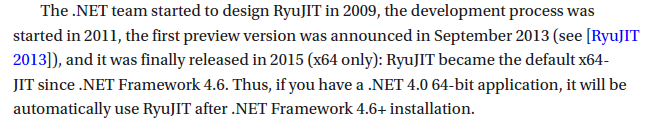 The .NET team started to design RyuJIT in 2009, the development process was
started in 2011, the first preview version was announced in September 2013 (see [RyuJIT
2013]), and it was finally released in 2015 (x64 only): RyuJIT became the default x64-
JIT since .NET Framework 4.6. Thus, if you have a .NET 4.0 64-bit application, it will be
automatically use RyuJIT after .NET Framework 4.6+ installation.